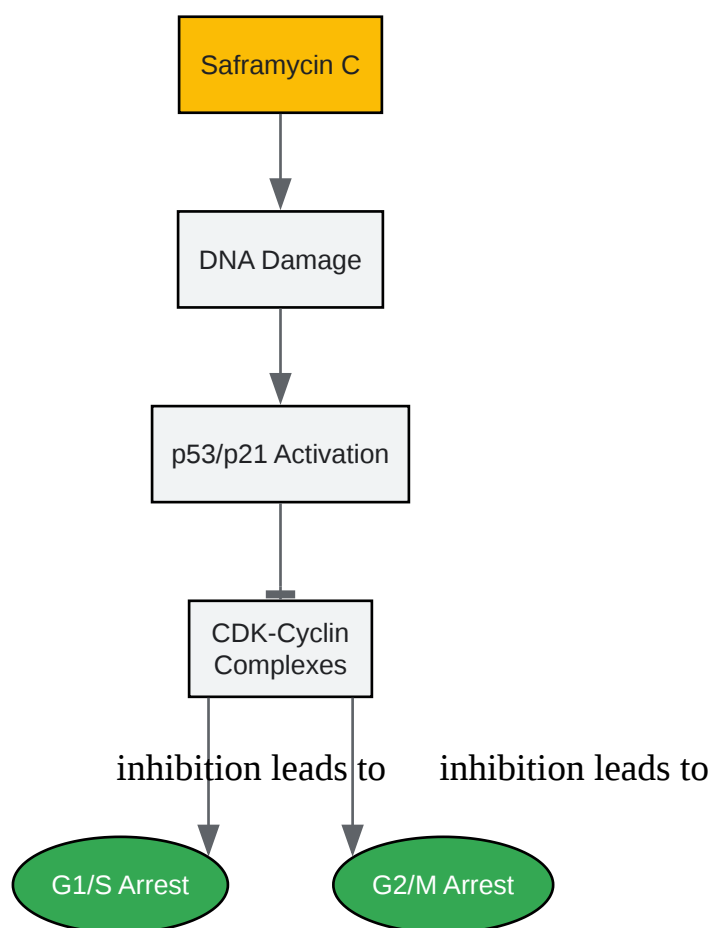 Saframycin C
DNA Damage
p53/p21 Activation
CDK-Cyclin
Complexes
inhibition leads to
inhibition leads to
G1/S Arrest
G2/M Arrest